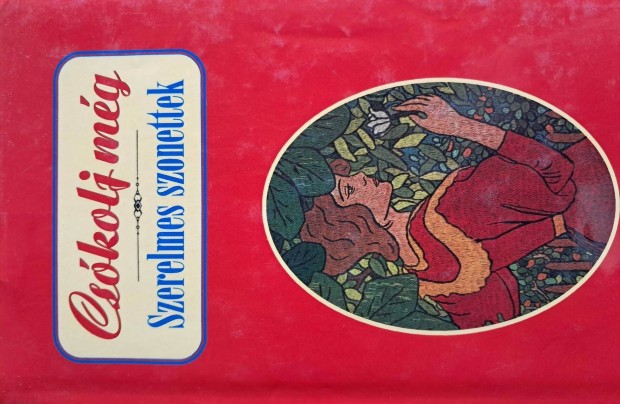 Csókolj még
Szerelmes szonettek